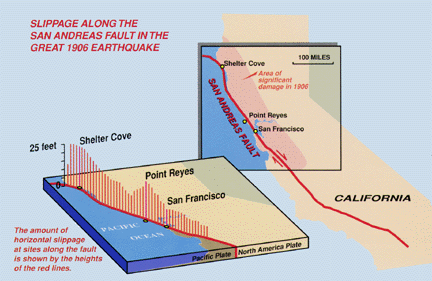 SLIPPAGE ALONG THE
SAN ANDREAS FAULT IN THE
GREAT 1906 EARTHQUAKE
Shelter Cove
100 MILES
Area of
significant
damage in 1906
SAN ANDREAS FAULT
Point Reyes
San Francisco
CALIFORNIA
25 feet
0
Shelter Cove
Point Reyes
San Francisco
PACIFIC
OCEAN
Pacific Plate
North America Plate
The amount of
horizontal slippage
at sites along the fault
is shown by the heights
of the red lines.